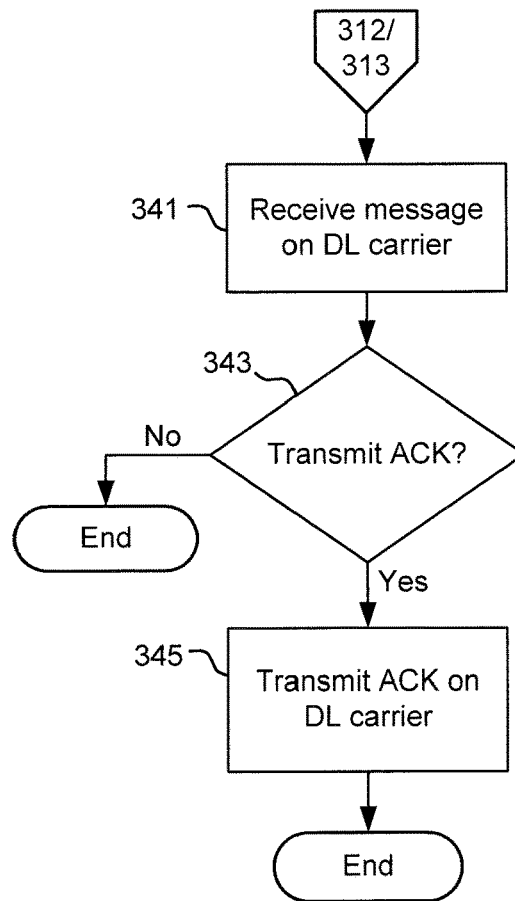 312/
313
341
Receive message
on DL carrier
343
No
Transmit ACK?
End
Yes
345
Transmit ACK on
DL carrier
End